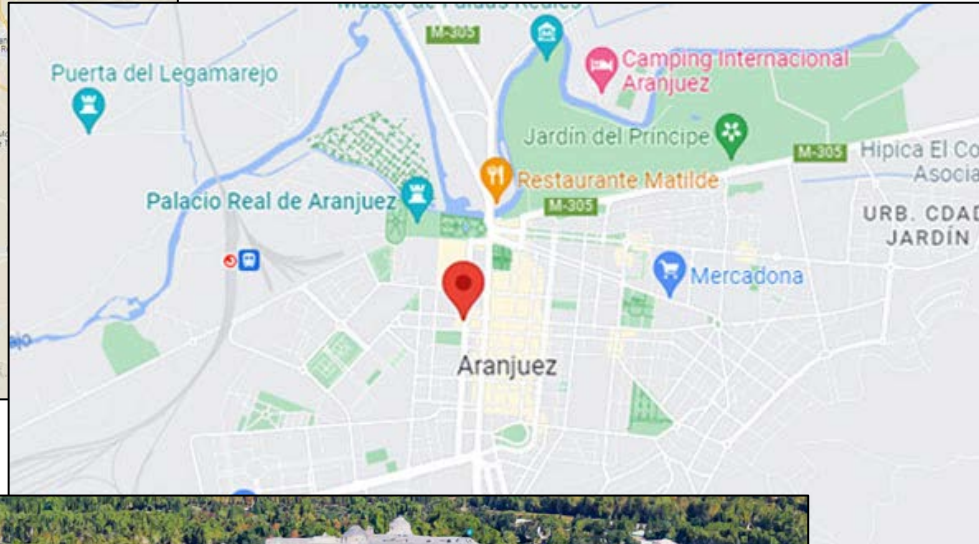 M-305
Puerta del Legamarejo
Camping Internacional
Aranjuez
Jardín del Príncipe
M-305
Hipica El Co
Asocia
Restaurante Matilde
Palacio Real de Aranjuez
M-305
URB. CDAD
JARDÍN
Mercadona
Aranjuez